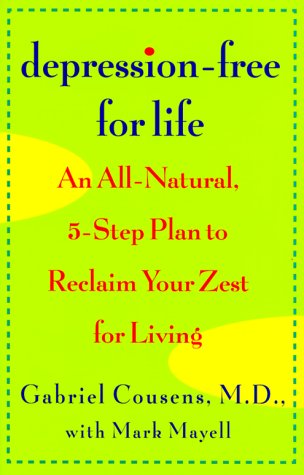 depression-free
for life
An All-Natural,
5-Step Plan to
Reclaim Your Zest
for Living
Gabriel Cousens, M.D.,
with Mark Mayell